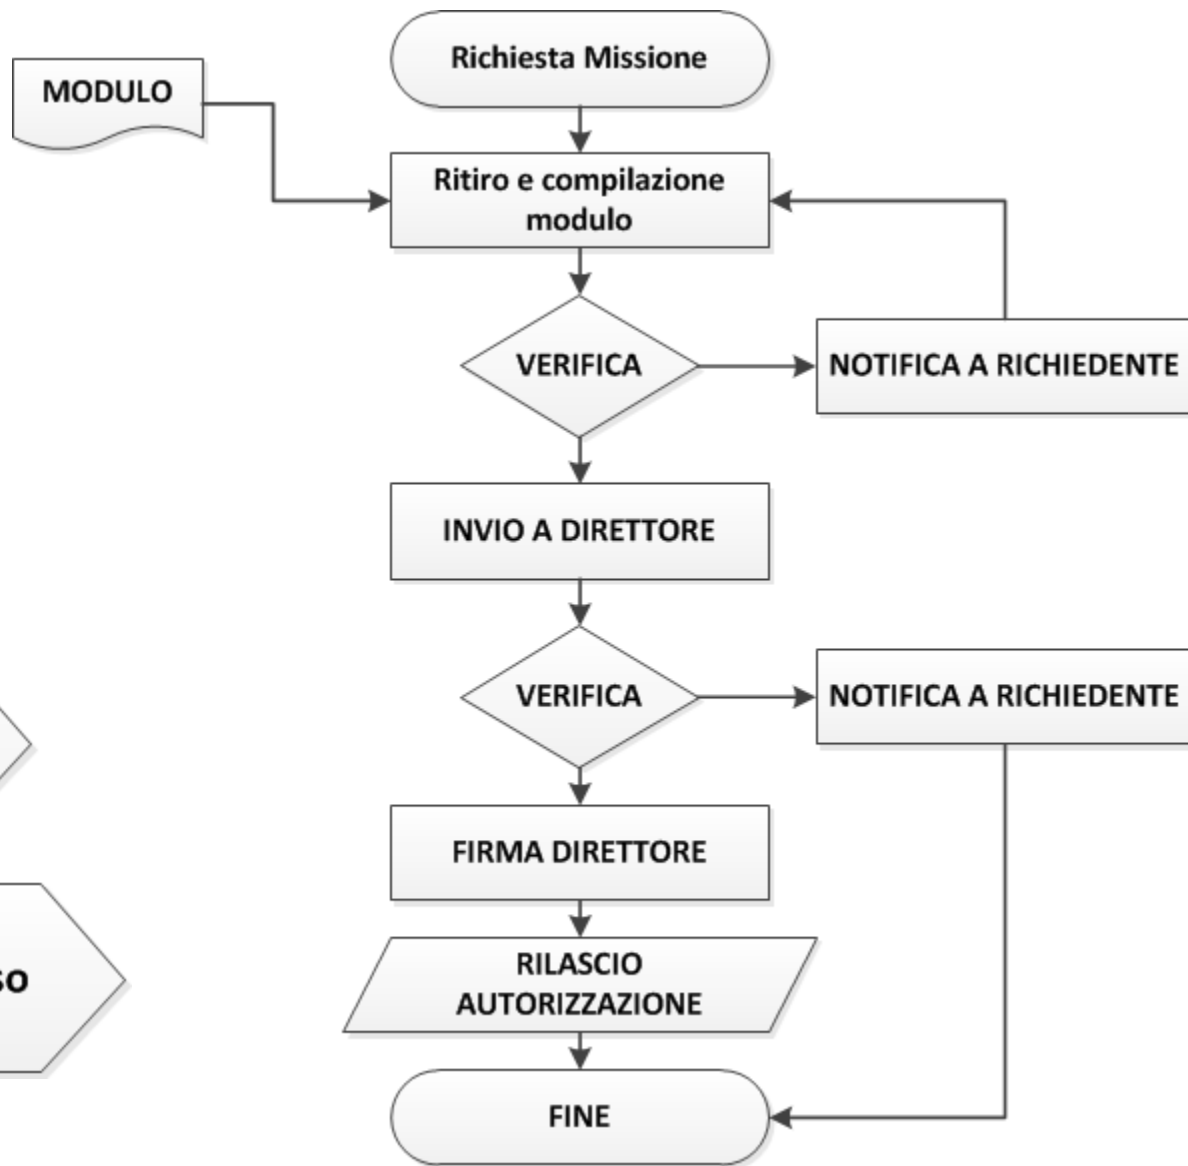 Richiesta Missione
MODULO
Ritiro e compilazione
modulo
VERIFICA
NOTIFICA A RICHIEDENTE
INVIO A DIRETTORE
VERIFICA
NOTIFICA A RICHIEDENTE
FIRMA DIRETTORE
RILASCIO
AUTORIZZAZIONE
FINE